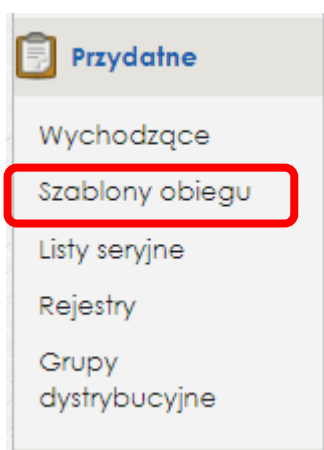 Przydatne
Wychodzące
Szablony obiegu
Listy seryjne
Rejestry
Grupy
dystrybucyjne